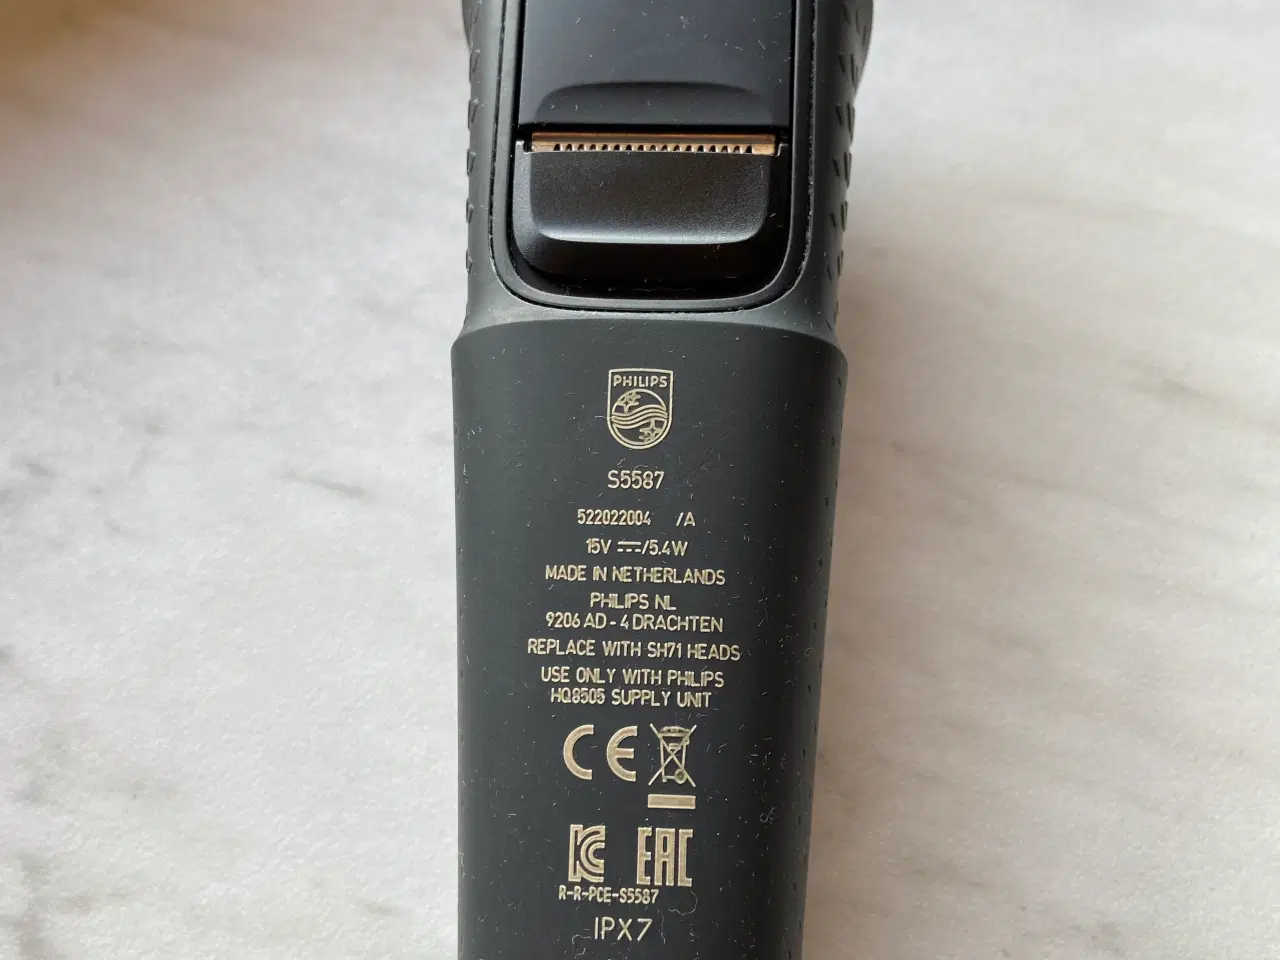 PHILIPS
S5587
522022004 /A
15V ⎓/5.4W
MADE IN NETHERLANDS
PHILIPS NL
9206 AD - 4 DRACHTEN
REPLACE WITH SH71 HEADS
USE ONLY WITH PHILIPS
HQ8505 SUPPLY UNIT
CE
KC EAC
R-R-PCE-S5587
IPX7